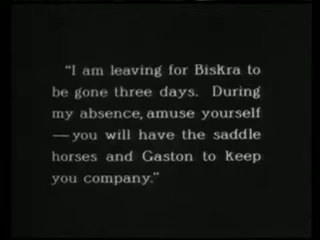 "I am leaving for Biskra to
be gone three days. During
my absence, amuse yourself
—you will have the saddle
horses and Gaston to keep
you company."